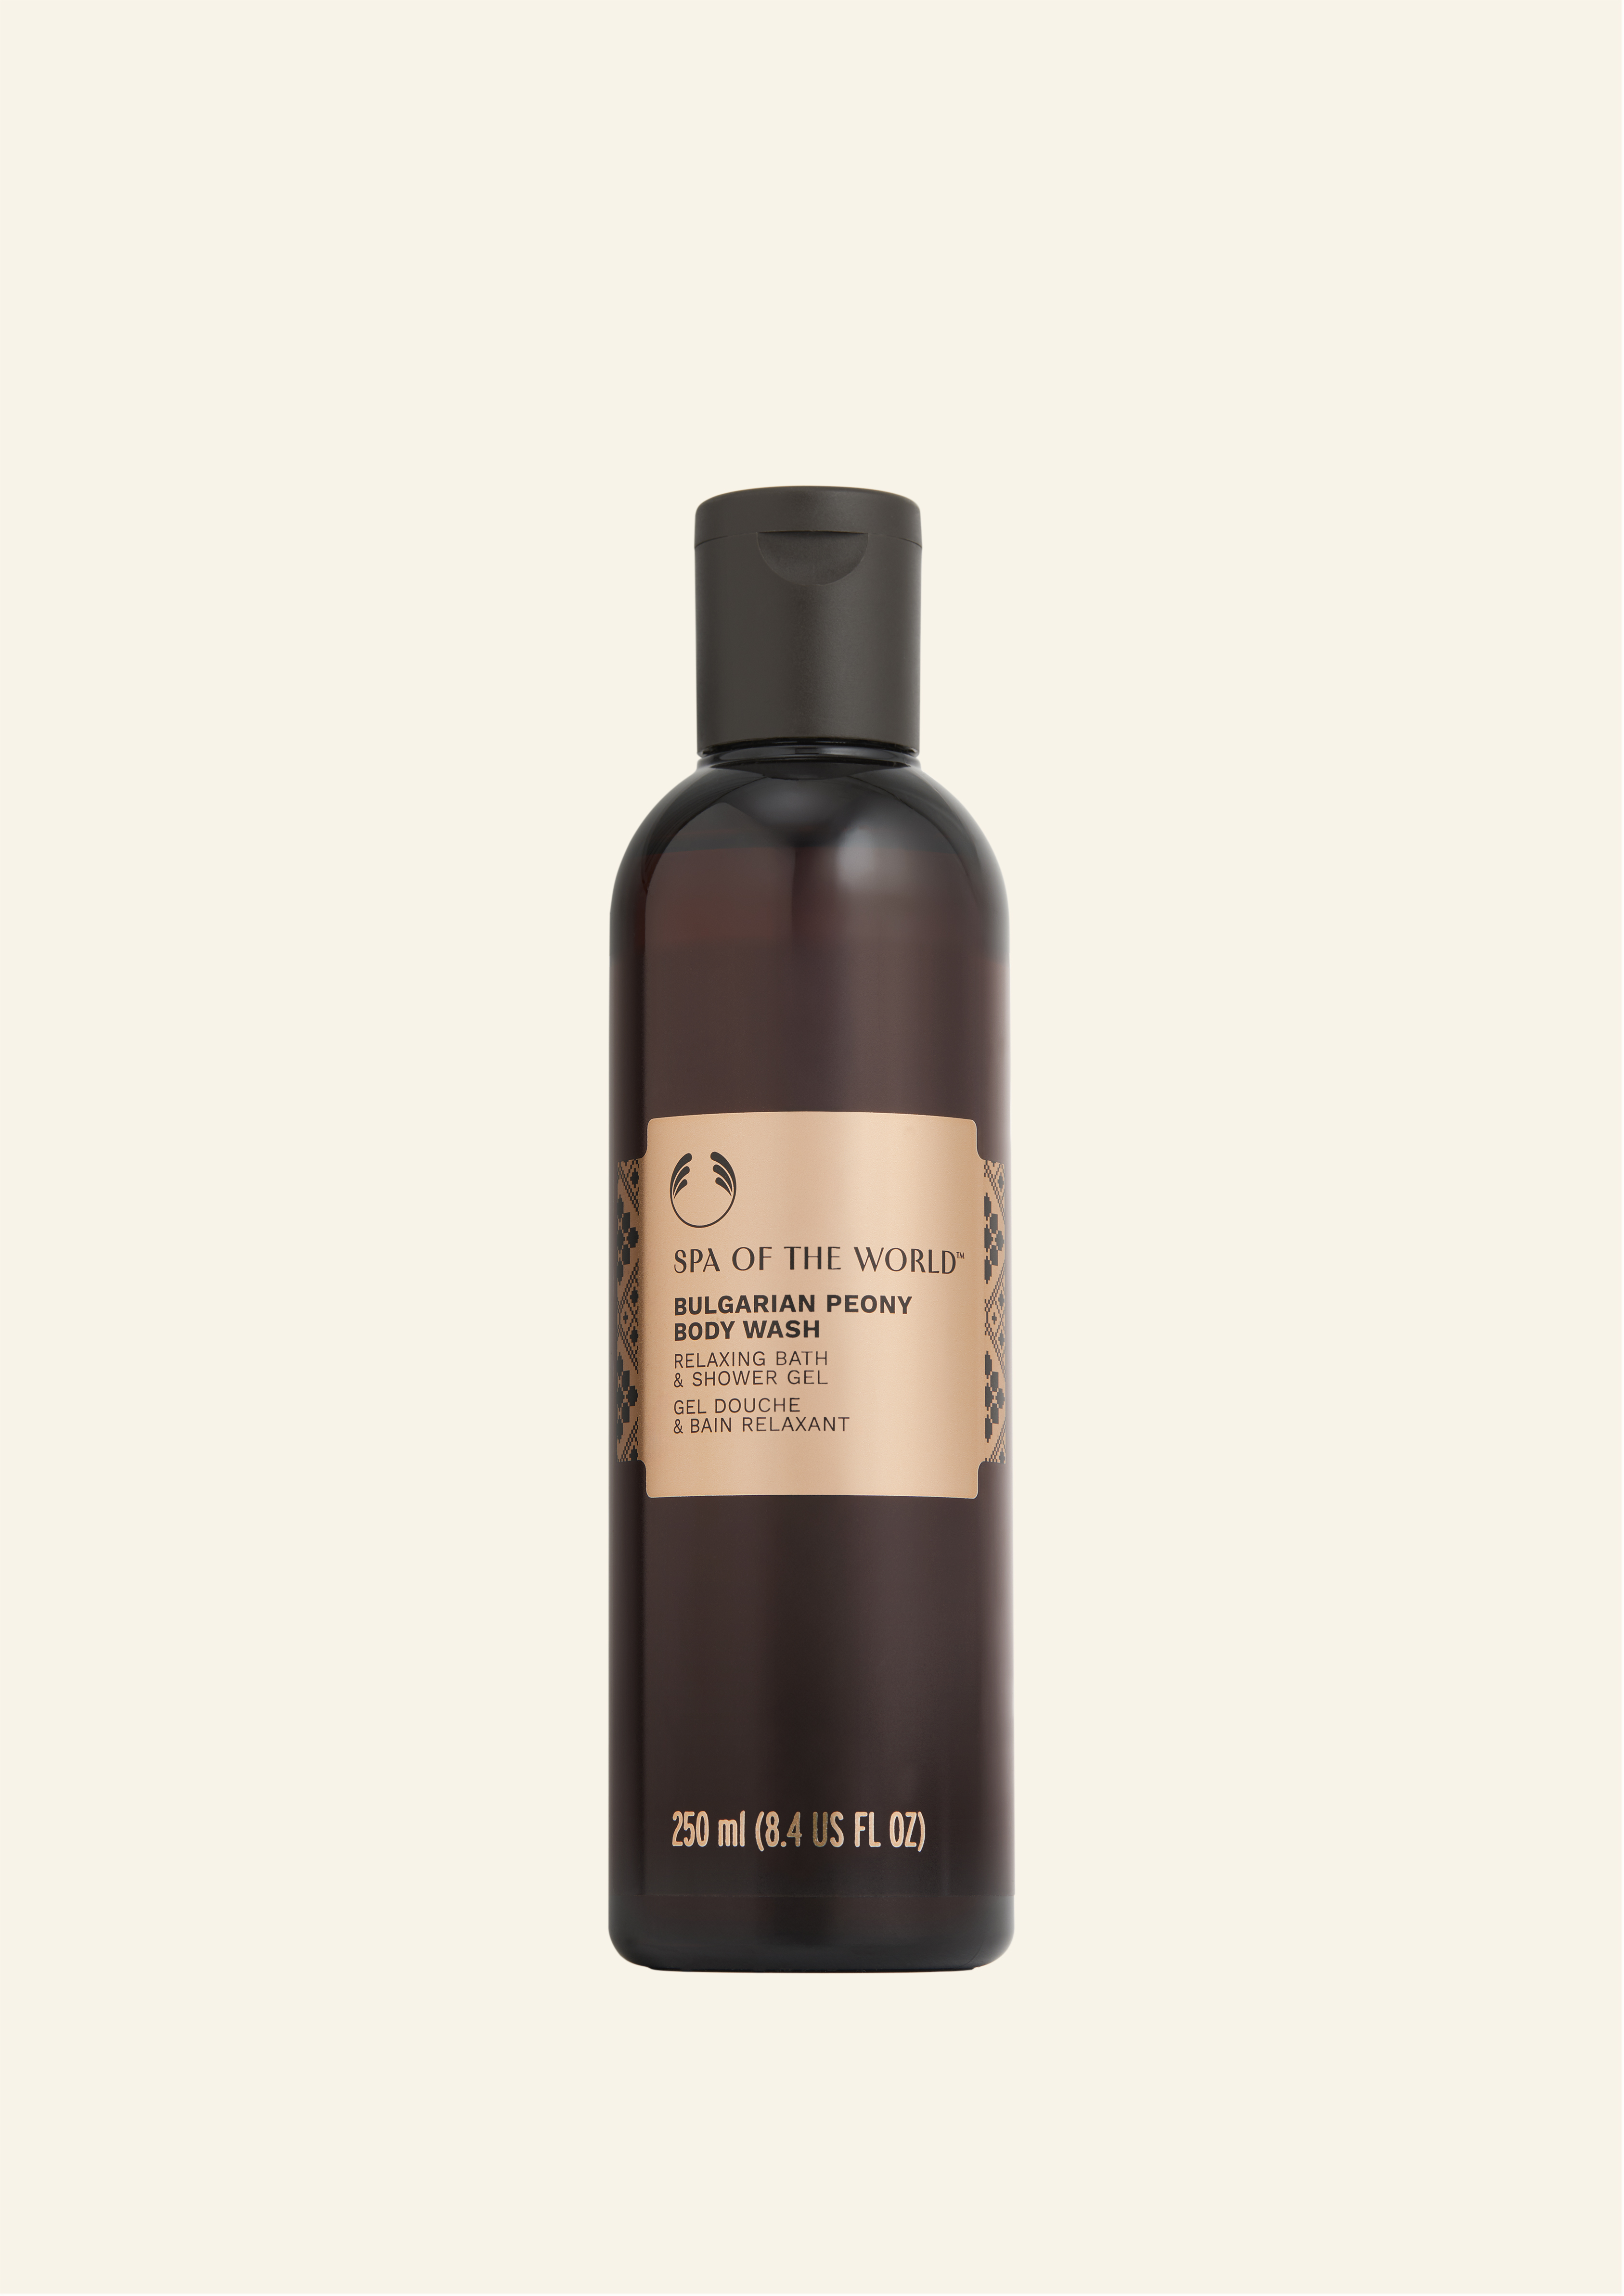 SPA OF THE WORLD™
BULGARIAN PEONY
BODY WASH
RELAXING BATH
& SHOWER GEL
GEL DOUCHE
& BAIN RELAXANT
250 ml (8.4 US FL OZ)